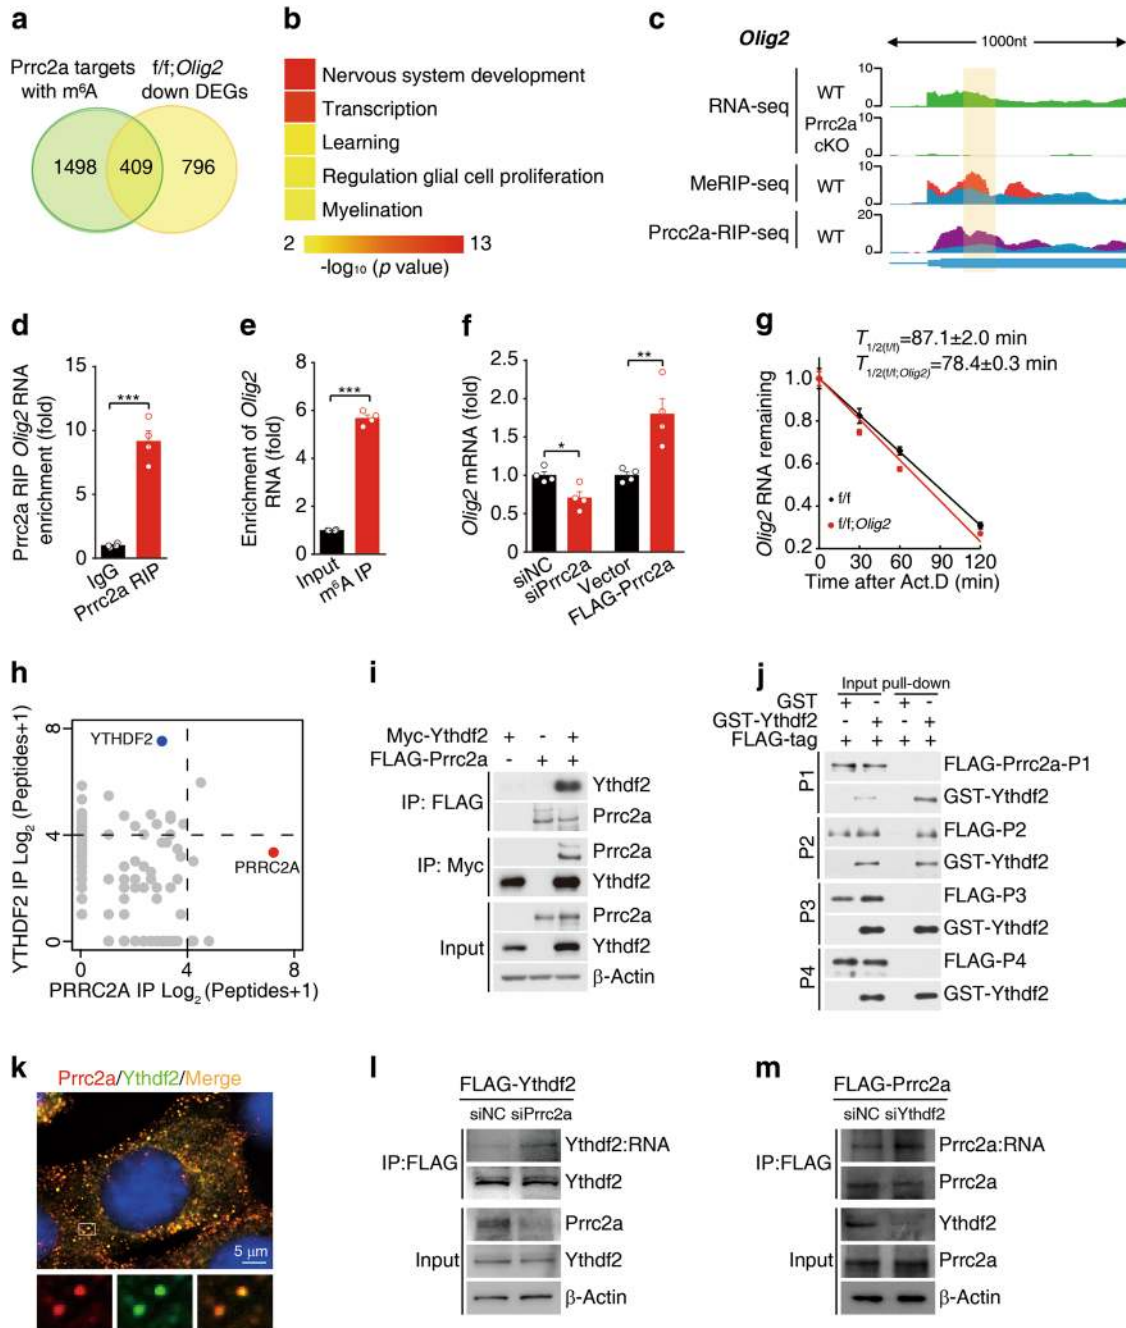 a
Prrc2a targets with m⁶A
f/f;Olig2 down DEGs
1498 409 796
b
Nervous system development
Transcription
Learning
Regulation glial cell proliferation
Myelination
2 13
-log₁₀ (p value)
c
Olig2
1000nt
RNA-seq
WT
10
0
Prrc2a cKO
10
0
MeRIP-seq
WT
10
0
Prcc2a-RIP-seq
WT
20
0
d
Prrc2a RIP Olig2 RNA enrichment (fold)
15
10
5
0
***
IgG
Prrc2a RIP
e
Enrichment of Olig2 RNA (fold)
8
6
4
2
0
***
Input
m⁶A IP
f
Olig2 mRNA (fold)
2.5
2.0
1.5
1.0
0.5
0
*
**
siNC
siPrrc2a
Vector
FLAG-Prrc2a
g
T1/2(f/f)=87.1±2.0 min
T1/2(f/f;Olig2)=78.4±0.3 min
Olig2 RNA remaining
1.0
0.8
0.6
0.4
0.2
f/f
f/f;Olig2
0 30 60 90 120
Time after Act.D (min)
h
YTHDF2 IP Log₂ (Peptides+1)
8
4
0
YTHDF2
PRRC2A
0 4 8
PRRC2A IP Log₂ (Peptides+1)
i
Myc-Ythdf2 + - +
FLAG-Prrc2a - + +
IP: FLAG
Ythdf2
Prrc2a
IP: Myc
Prrc2a
Ythdf2
Input
Prrc2a
Ythdf2
β-Actin
j
Input pull-down
GST + - + -
GST-Ythdf2 - + - +
FLAG-tag + + + +
P1
FLAG-Prrc2a-P1
GST-Ythdf2
P2
FLAG-P2
GST-Ythdf2
P3
FLAG-P3
GST-Ythdf2
P4
FLAG-P4
GST-Ythdf2
k
Prrc2a/Ythdf2/Merge
5 μm
l
FLAG-Ythdf2
siNC siPrrc2a
IP:FLAG
Ythdf2:RNA
Ythdf2
Input
Prrc2a
Ythdf2
β-Actin
m
FLAG-Prrc2a
siNC siYthdf2
IP:FLAG
Prrc2a:RNA
Prrc2a
Input
Ythdf2
Prrc2a
β-Actin